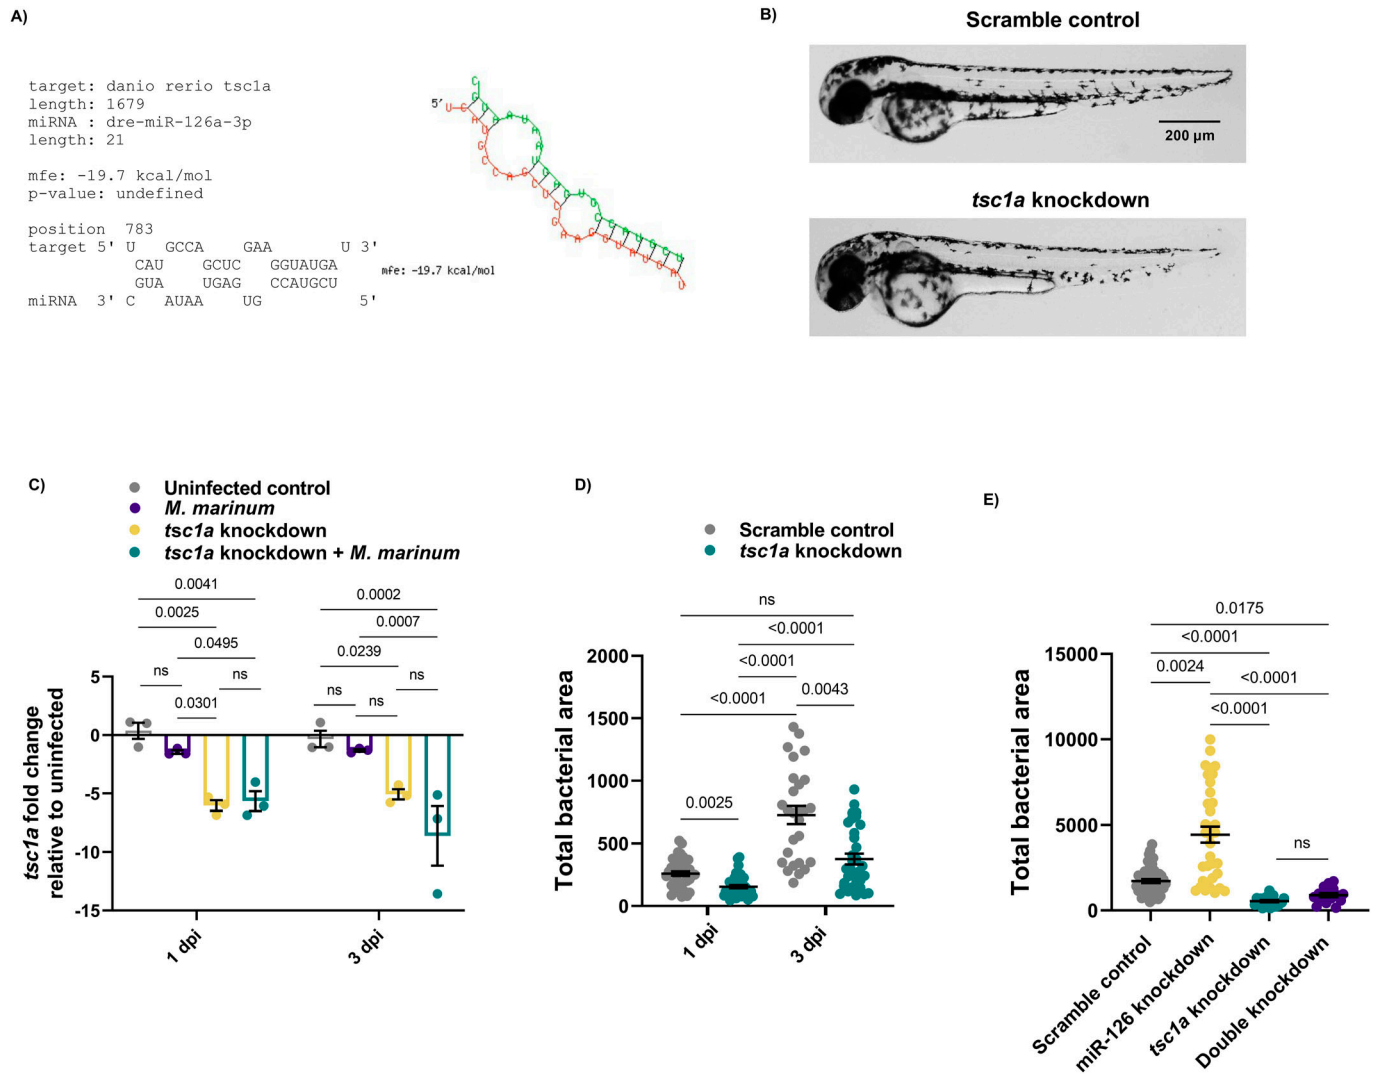 A)
target: danio rerio tsc1a
length: 1679
miRNA : dre-miR-126a-3p
length: 21
mfe: -19.7 kcal/mol
p-value: undefined
position 783
target 5' U GCCA GAA U 3'
CAU GCUC GGUAUGA
GUA UGAG CCAUGCU
miRNA 3' C AUAA UG 5'
5'
mfe: -19.7 kcal/mol
B)
Scramble control
200 µm
tsc1a knockdown
C)
Uninfected control
M. marinum
tsc1a knockdown
tsc1a knockdown + M. marinum
0.0041
0.0025
0.0495
ns
ns
0.0301
0.0002
0.0007
0.0239
ns
ns
ns
tsc1a fold change
relative to uninfected
5
0
-5
-10
-15
1 dpi
3 dpi
D)
Scramble control
tsc1a knockdown
ns
<0.0001
<0.0001
<0.0001
0.0043
0.0025
Total bacterial area
2000
1500
1000
500
0
1 dpi
3 dpi
E)
0.0175
<0.0001
0.0024
<0.0001
<0.0001
ns
Total bacterial area
15000
10000
5000
0
Scramble control
miR-126 knockdown
tsc1a knockdown
Double knockdown